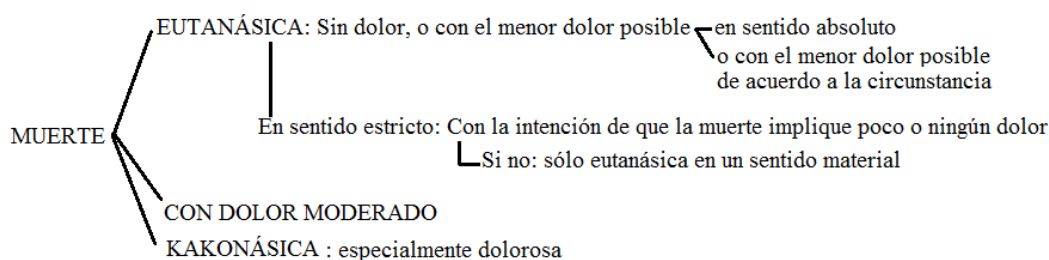 EUTANÁSICA: Sin dolor, o con el menor dolor posible
en sentido absoluto
o con el menor dolor posible
de acuerdo a la circunstancia
En sentido estricto: Con la intención de que la muerte implique poco o ningún dolor
Si no: sólo eutanásica en un sentido material
MUERTE
CON DOLOR MODERADO
KAKONÁSICA : especialmente dolorosa